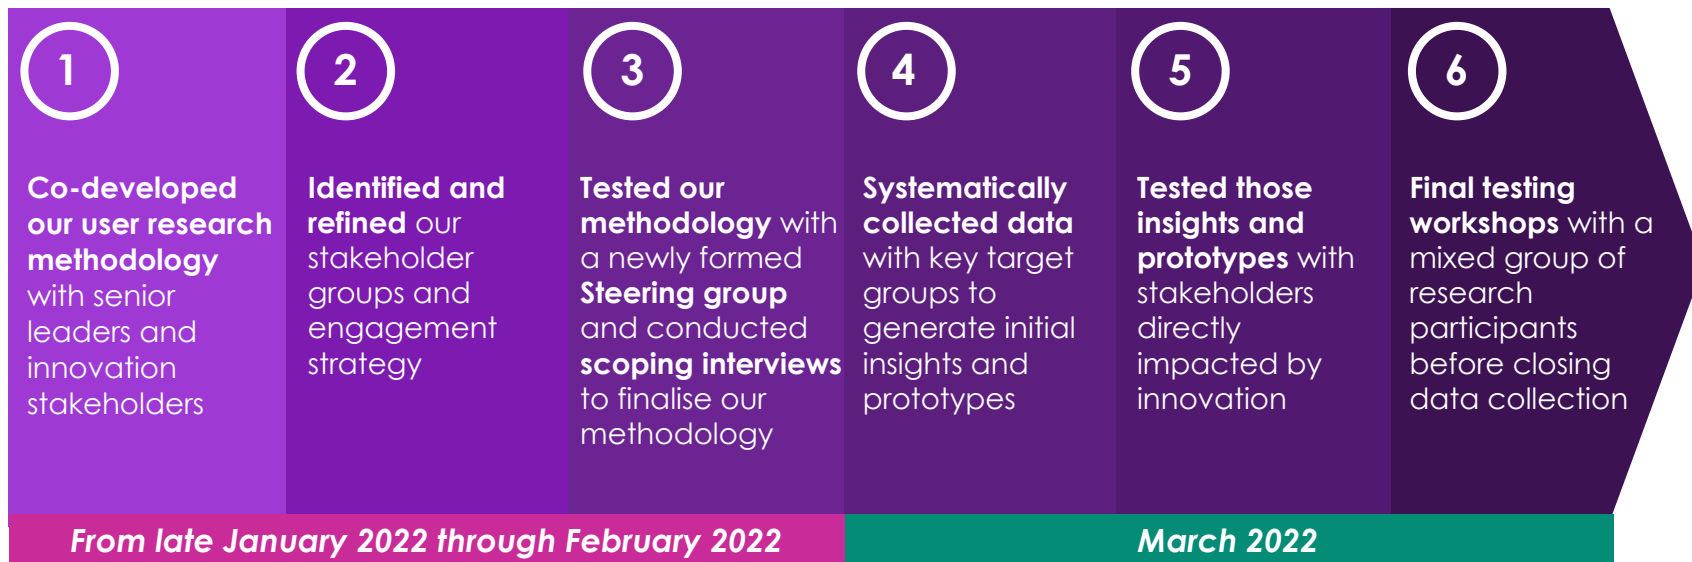 1
Co-developed
our user research
methodology
with senior
leaders and
innovation
stakeholders
2
Identified and
refined our
stakeholder
groups and
engagement
strategy
3
Tested our
methodology with
a newly formed
Steering group
and conducted
scoping interviews
to finalise our
methodology
4
Systematically
collected data
with key target
groups to
generate initial
insights and
prototypes
5
Tested those
insights and
prototypes with
stakeholders
directly
impacted by
innovation
6
Final testing
workshops with a
mixed group of
research
participants
before closing
data collection
From late January 2022 through February 2022
March 2022